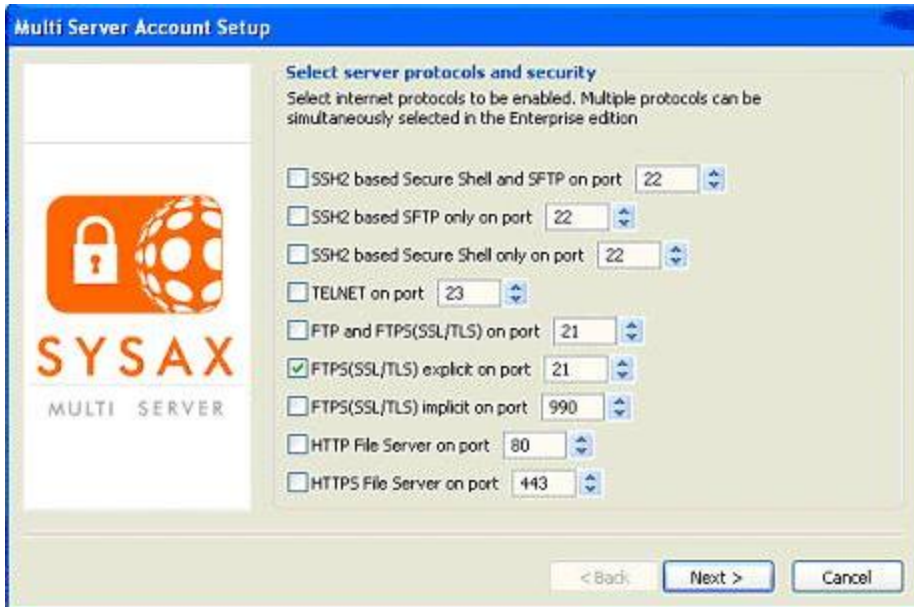 Multi Server Account Setup
Select server protocols and security
Select internet protocols to be enabled. Multiple protocols can be
simultaneously selected in the Enterprise edition
SSH2 based Secure Shell and SFTP on port 22
SSH2 based SFTP only on port 22
SSH2 based Secure Shell only on port 22
TELNET on port 23
FTP and FTPS(SSL/TLS) on port 21
FTPS(SSL/TLS) explicit on port 21
FTPS(SSL/TLS) implicit on port 990
HTTP File Server on port 80
HTTPS File Server on port 443
SYSAX
MULTI SERVER
< Back Next > Cancel